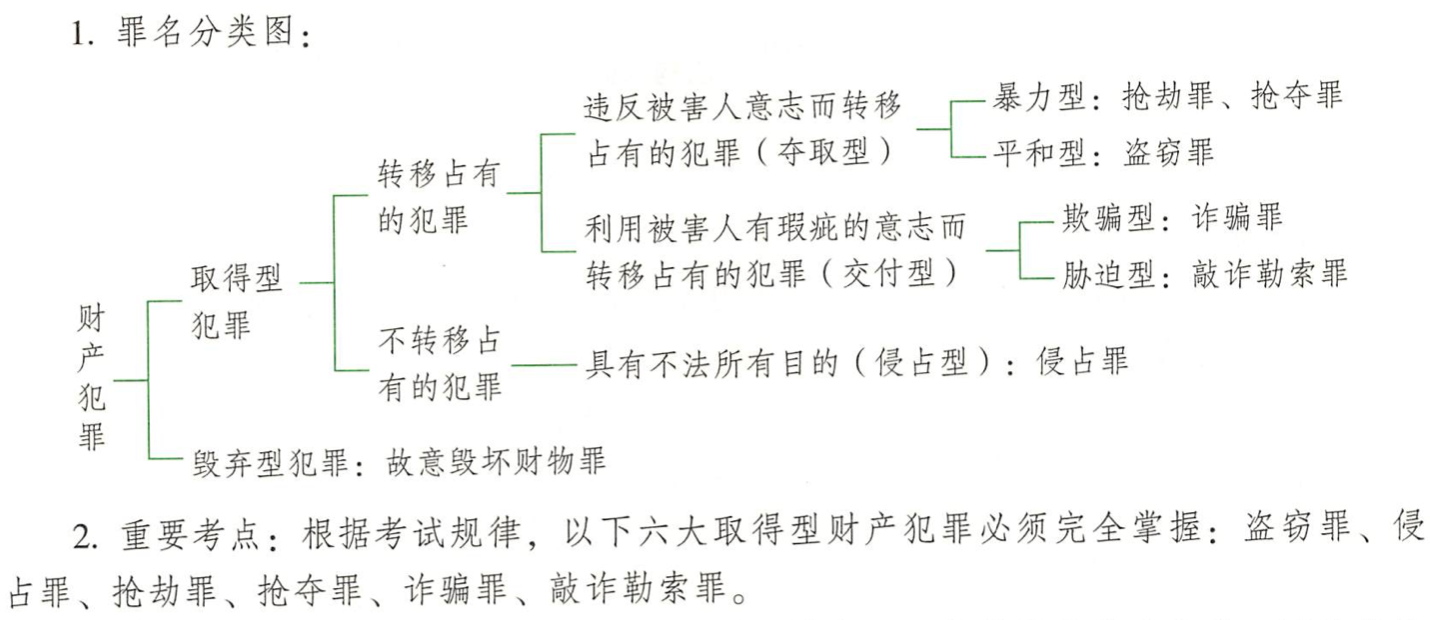 1. 罪名分类图：
违反被害人意志而转移
占有的犯罪（夺取型）
暴力型：抢劫罪、抢夺罪
平和型：盗窃罪
转移占有
的犯罪
利用被害人有瑕疵的意志而
转移占有的犯罪（交付型）
欺骗型：诈骗罪
胁迫型：敲诈勒索罪
取得型
犯罪
财
产
犯
罪
不转移占
有的犯罪
具有不法所有目的（侵占型）：侵占罪
毁弃型犯罪：故意毁坏财物罪
2. 重要考点：根据考试规律，以下六大取得型财产犯罪必须完全掌握：盗窃罪、侵
占罪、抢劫罪、抢夺罪、诈骗罪、敲诈勒索罪。